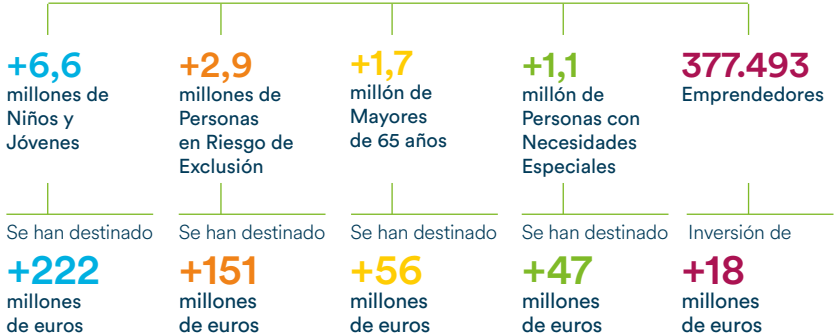 +6,6
millones de
Niños y
Jóvenes
+2,9
millones de
Personas
en Riesgo de
Exclusión
+1,7
millón de
Mayores
de 65 años
+1,1
millón de
Personas con
Necesidades
Especiales
377.493
Emprendedores
Se han destinado
+222
millones
de euros
Se han destinado
+151
millones
de euros
Se han destinado
+56
millones
de euros
Se han destinado
+47
millones
de euros
Inversión de
+18
millones
de euros